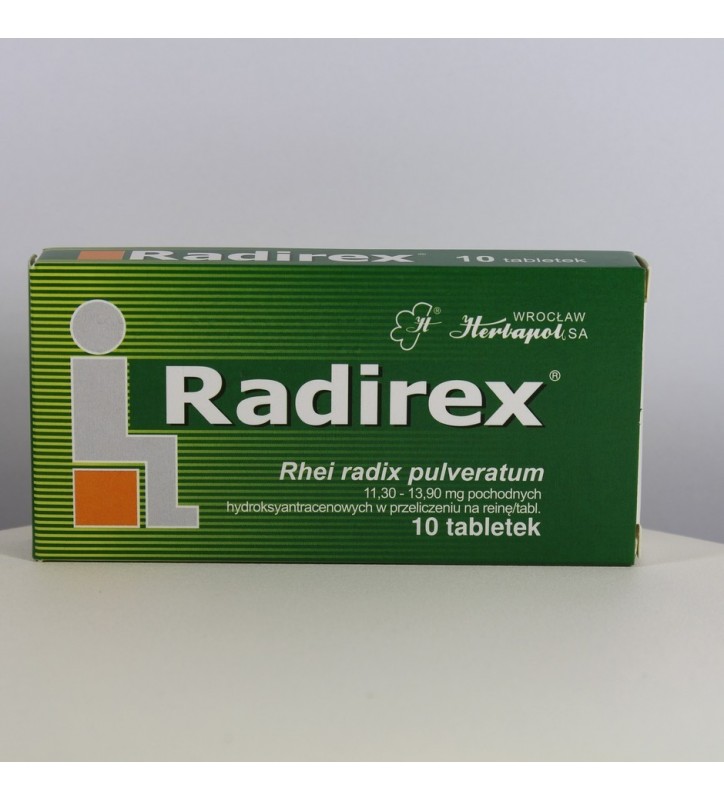 Radirex® 10 tabletek
H®
Herbapol
WROCŁAW
SA
Radirex®
Rhei radix pulveratum
11,30 - 13,90 mg pochodnych
hydroksyantracenowych w przeliczeniu na reinę/tabl.
10 tabletek